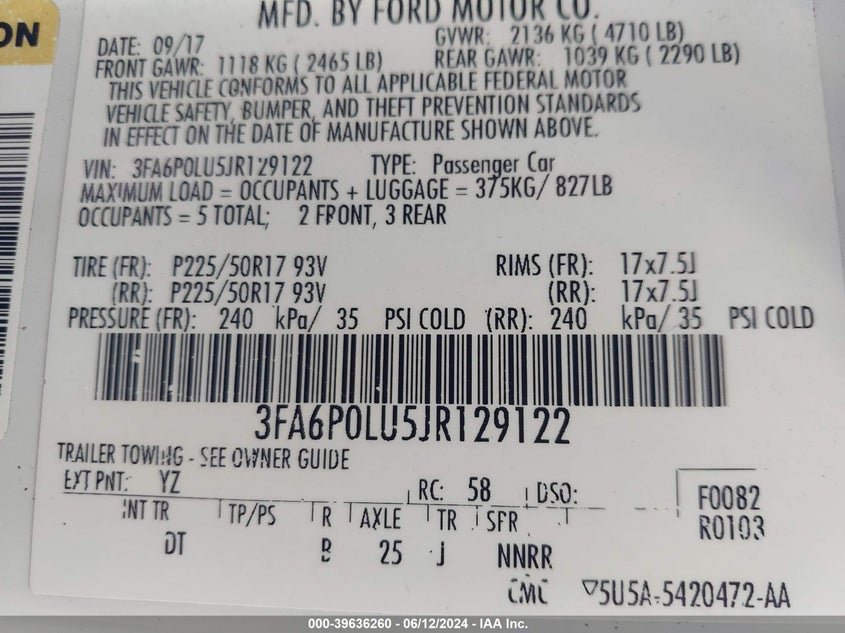 ON
MFD. BY FORD MOTOR CO.
DATE: 09/17 GVWR: 2136 KG ( 4710 LB)
FRONT GAWR: 1118 KG ( 2465 LB) REAR GAWR: 1039 KG ( 2290 LB)
THIS VEHICLE CONFORMS TO ALL APPLICABLE FEDERAL MOTOR
VEHICLE SAFETY, BUMPER, AND THEFT PREVENTION STANDARDS
IN EFFECT ON THE DATE OF MANUFACTURE SHOWN ABOVE.
VIN: 3FA6P0LU5JR129122 TYPE: Passenger Car
MAXIMUM LOAD = OCCUPANTS + LUGGAGE = 375KG/ 827LB
OCCUPANTS = 5 TOTAL; 2 FRONT, 3 REAR
TIRE (FR): P225/50R17 93V RIMS (FR): 17x7.5J
(RR): P225/50R17 93V (RR): 17x7.5J
PRESSURE (FR): 240 kPa/ 35 PSI COLD (RR): 240 kPa/ 35 PSI COLD
3FA6P0LU5JR129122
TRAILER TOWING - SEE OWNER GUIDE
EXT PNT: YZ RC: 58 DSO: F0082
INT TR TP/PS R AXLE TR SFR R0103
DT B 25 J NNRR
CMC ▽5U5A-5420472-AA
000-39636260 - 06/12/2024 - IAA Inc.